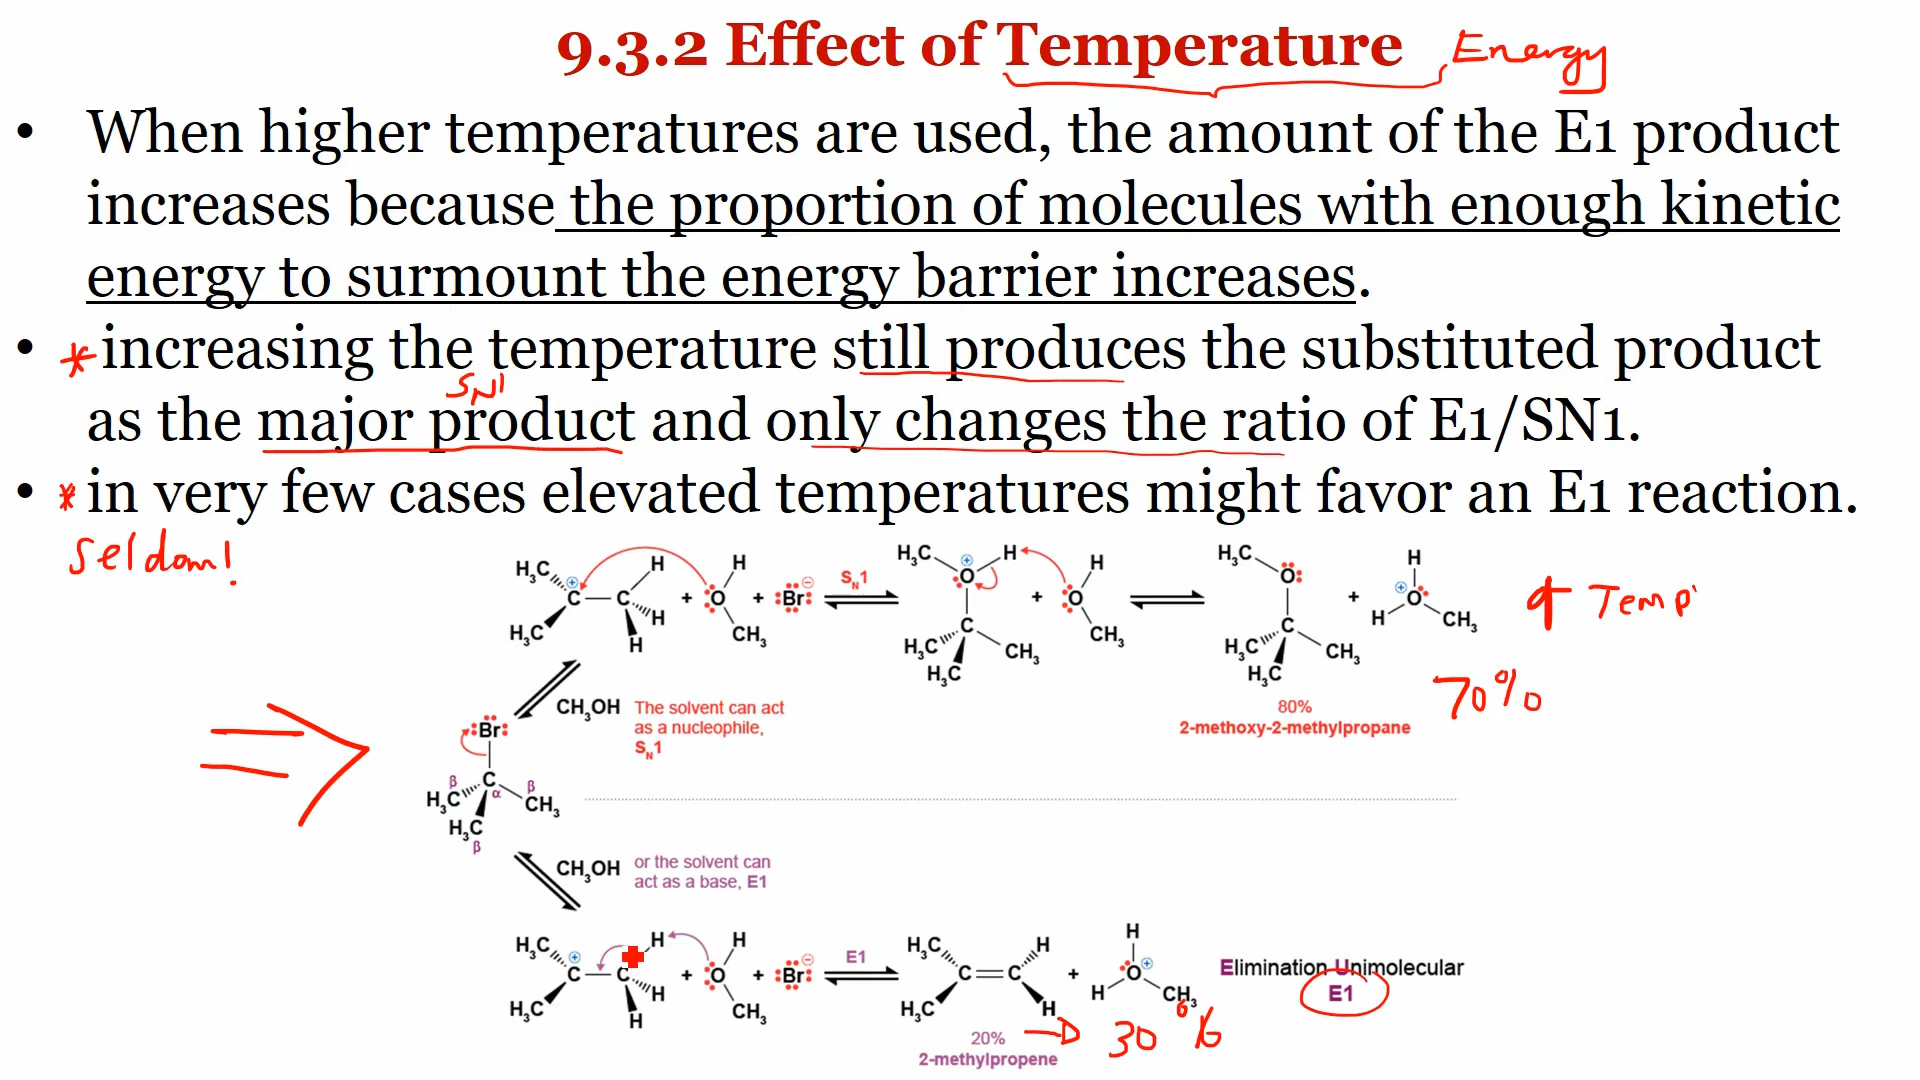 9.3.2 Effect of Temperature Energy
• When higher temperatures are used, the amount of the E1 product
increases because the proportion of molecules with enough kinetic
energy to surmount the energy barrier increases.
• * increasing the temperature still produces the substituted product
SN1
as the major product and only changes the ratio of E1/SN1.
• * in very few cases elevated temperatures might favor an E1 reaction.
Seldom!
H₃C H₃C C⊕ C H H H + H O CH₃ + Br⊖ SN1 H₃C O⊕ H C H₃C H₃C CH₃ + H O CH₃ H₃C O C H₃C H₃C CH₃ + H O⊕ H CH₃
↑ Temp
70%
CH₃OH The solvent can act
as a nucleophile,
SN1
80%
2-methoxy-2-methylpropane
Br
β C α β
H₃C CH₃
H₃C
β
CH₃OH or the solvent can
act as a base, E1
H₃C H₃C C⊕ C H H H + H O CH₃ + Br⊖ E1 H₃C H₃C C=C H H + H O⊕ H CH₃
Elimination Unimolecular
E1
20% → 30%
2-methylpropene